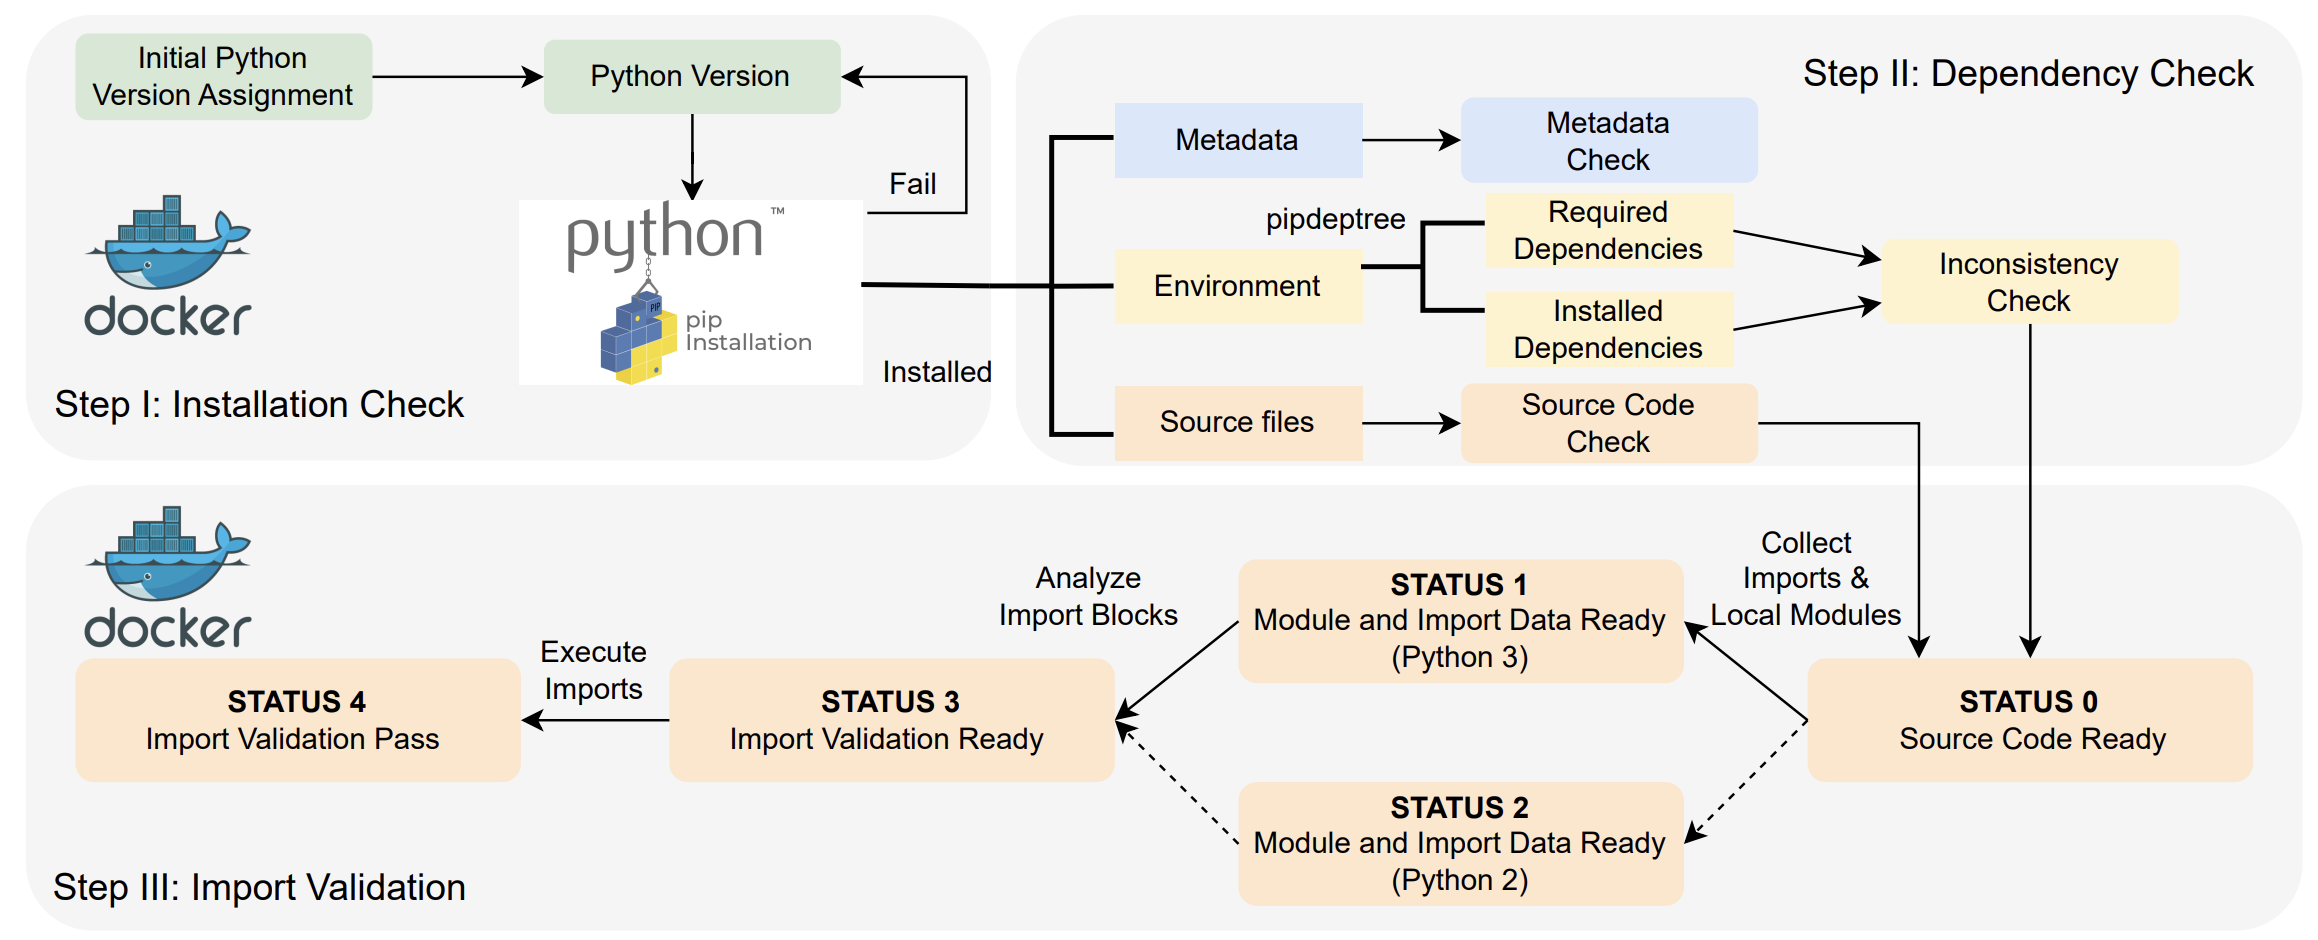 Initial Python
Version Assignment
Python Version
Fail
python™
pip
Installation
Installed
docker
Step I: Installation Check
Step II: Dependency Check
Metadata
Metadata
Check
pipdeptree
Environment
Required
Dependencies
Installed
Dependencies
Inconsistency
Check
Source files
Source Code
Check
docker
Collect
Imports &
Local Modules
STATUS 0
Source Code Ready
STATUS 1
Module and Import Data Ready
(Python 3)
STATUS 2
Module and Import Data Ready
(Python 2)
Analyze
Import Blocks
STATUS 3
Import Validation Ready
Execute
Imports
STATUS 4
Import Validation Pass
Step III: Import Validation
PIP